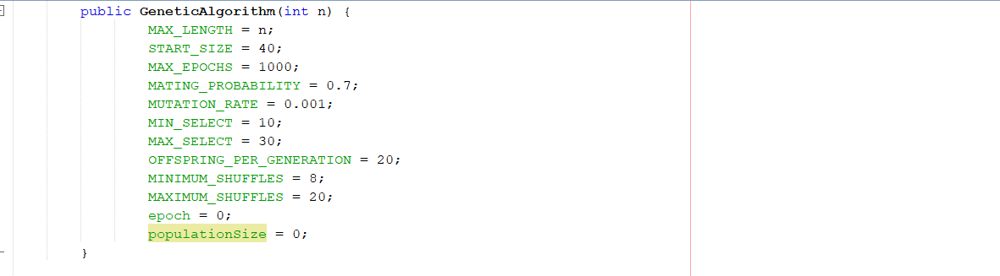 public GeneticAlgorithm(int n) {
MAX_LENGTH = n;
START_SIZE = 40;
MAX_EPOCHS = 1000;
MATING_PROBABILITY = 0.7;
MUTATION_RATE = 0.001;
MIN_SELECT = 10;
MAX_SELECT = 30;
OFFSPRING_PER_GENERATION = 20;
MINIMUM_SHUFFLES = 8;
MAXIMUM_SHUFFLES = 20;
epoch = 0;
populationSize = 0;
}